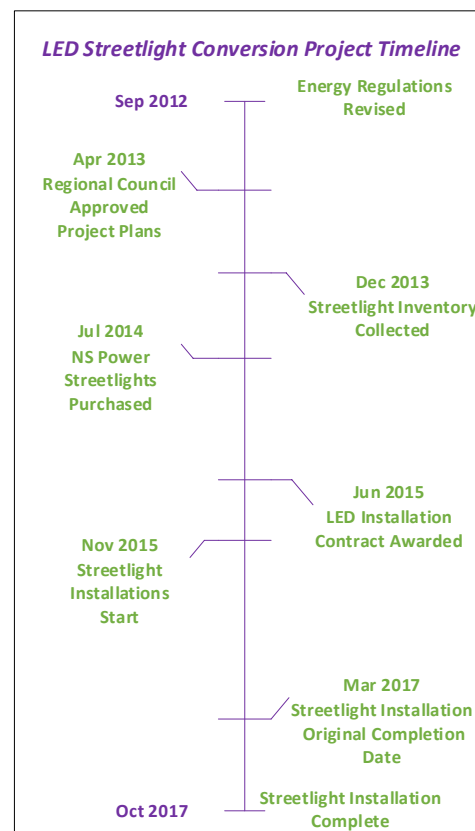 LED Streetlight Conversion Project Timeline
Sep 2012
Energy Regulations
Revised
Apr 2013
Regional Council
Approved
Project Plans
Dec 2013
Streetlight Inventory
Collected
Jul 2014
NS Power
Streetlights
Purchased
Jun 2015
LED Installation
Contract Awarded
Nov 2015
Streetlight
Installations
Start
Mar 2017
Streetlight Installation
Original Completion
Date
Oct 2017
Streetlight Installation
Complete